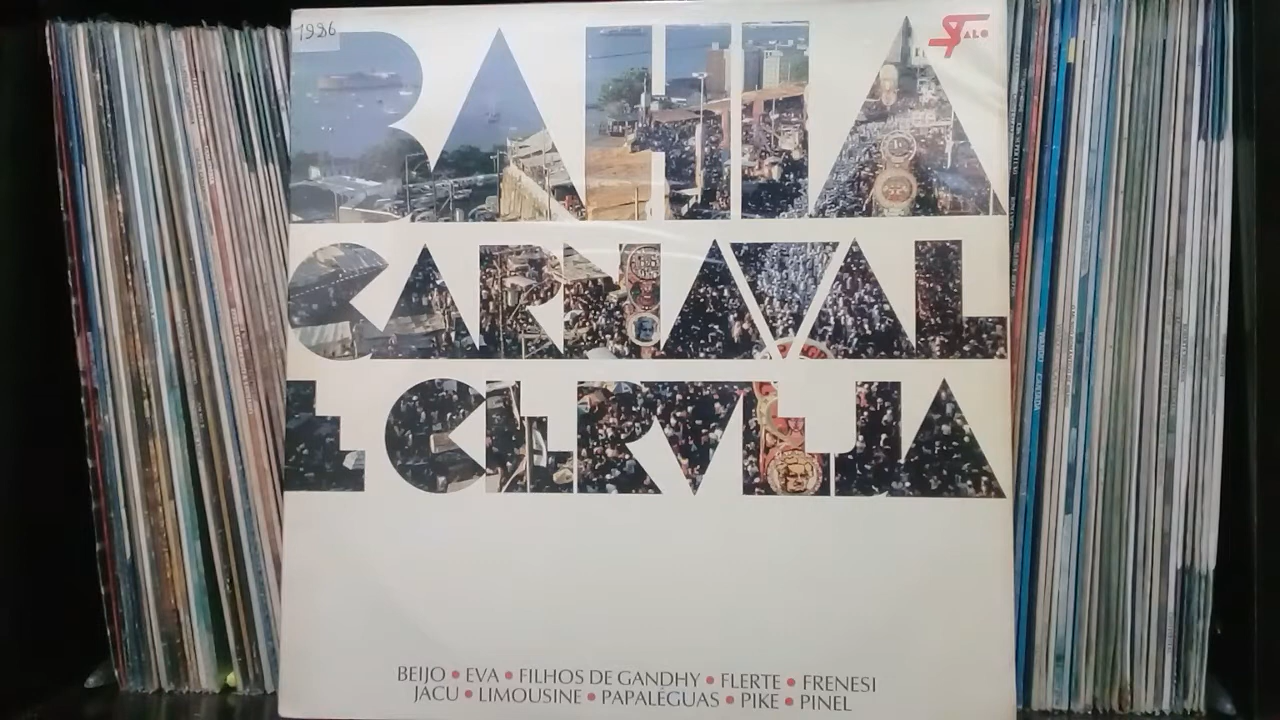 1986
BAHIA
CARNAVAL
E CERVEJA
BEIJO • EVA • FILHOS DE GANDHY • FLERTE • FRENESI
JACU • LIMOUSINE • PAPALÉGUAS • PIKE • PINEL